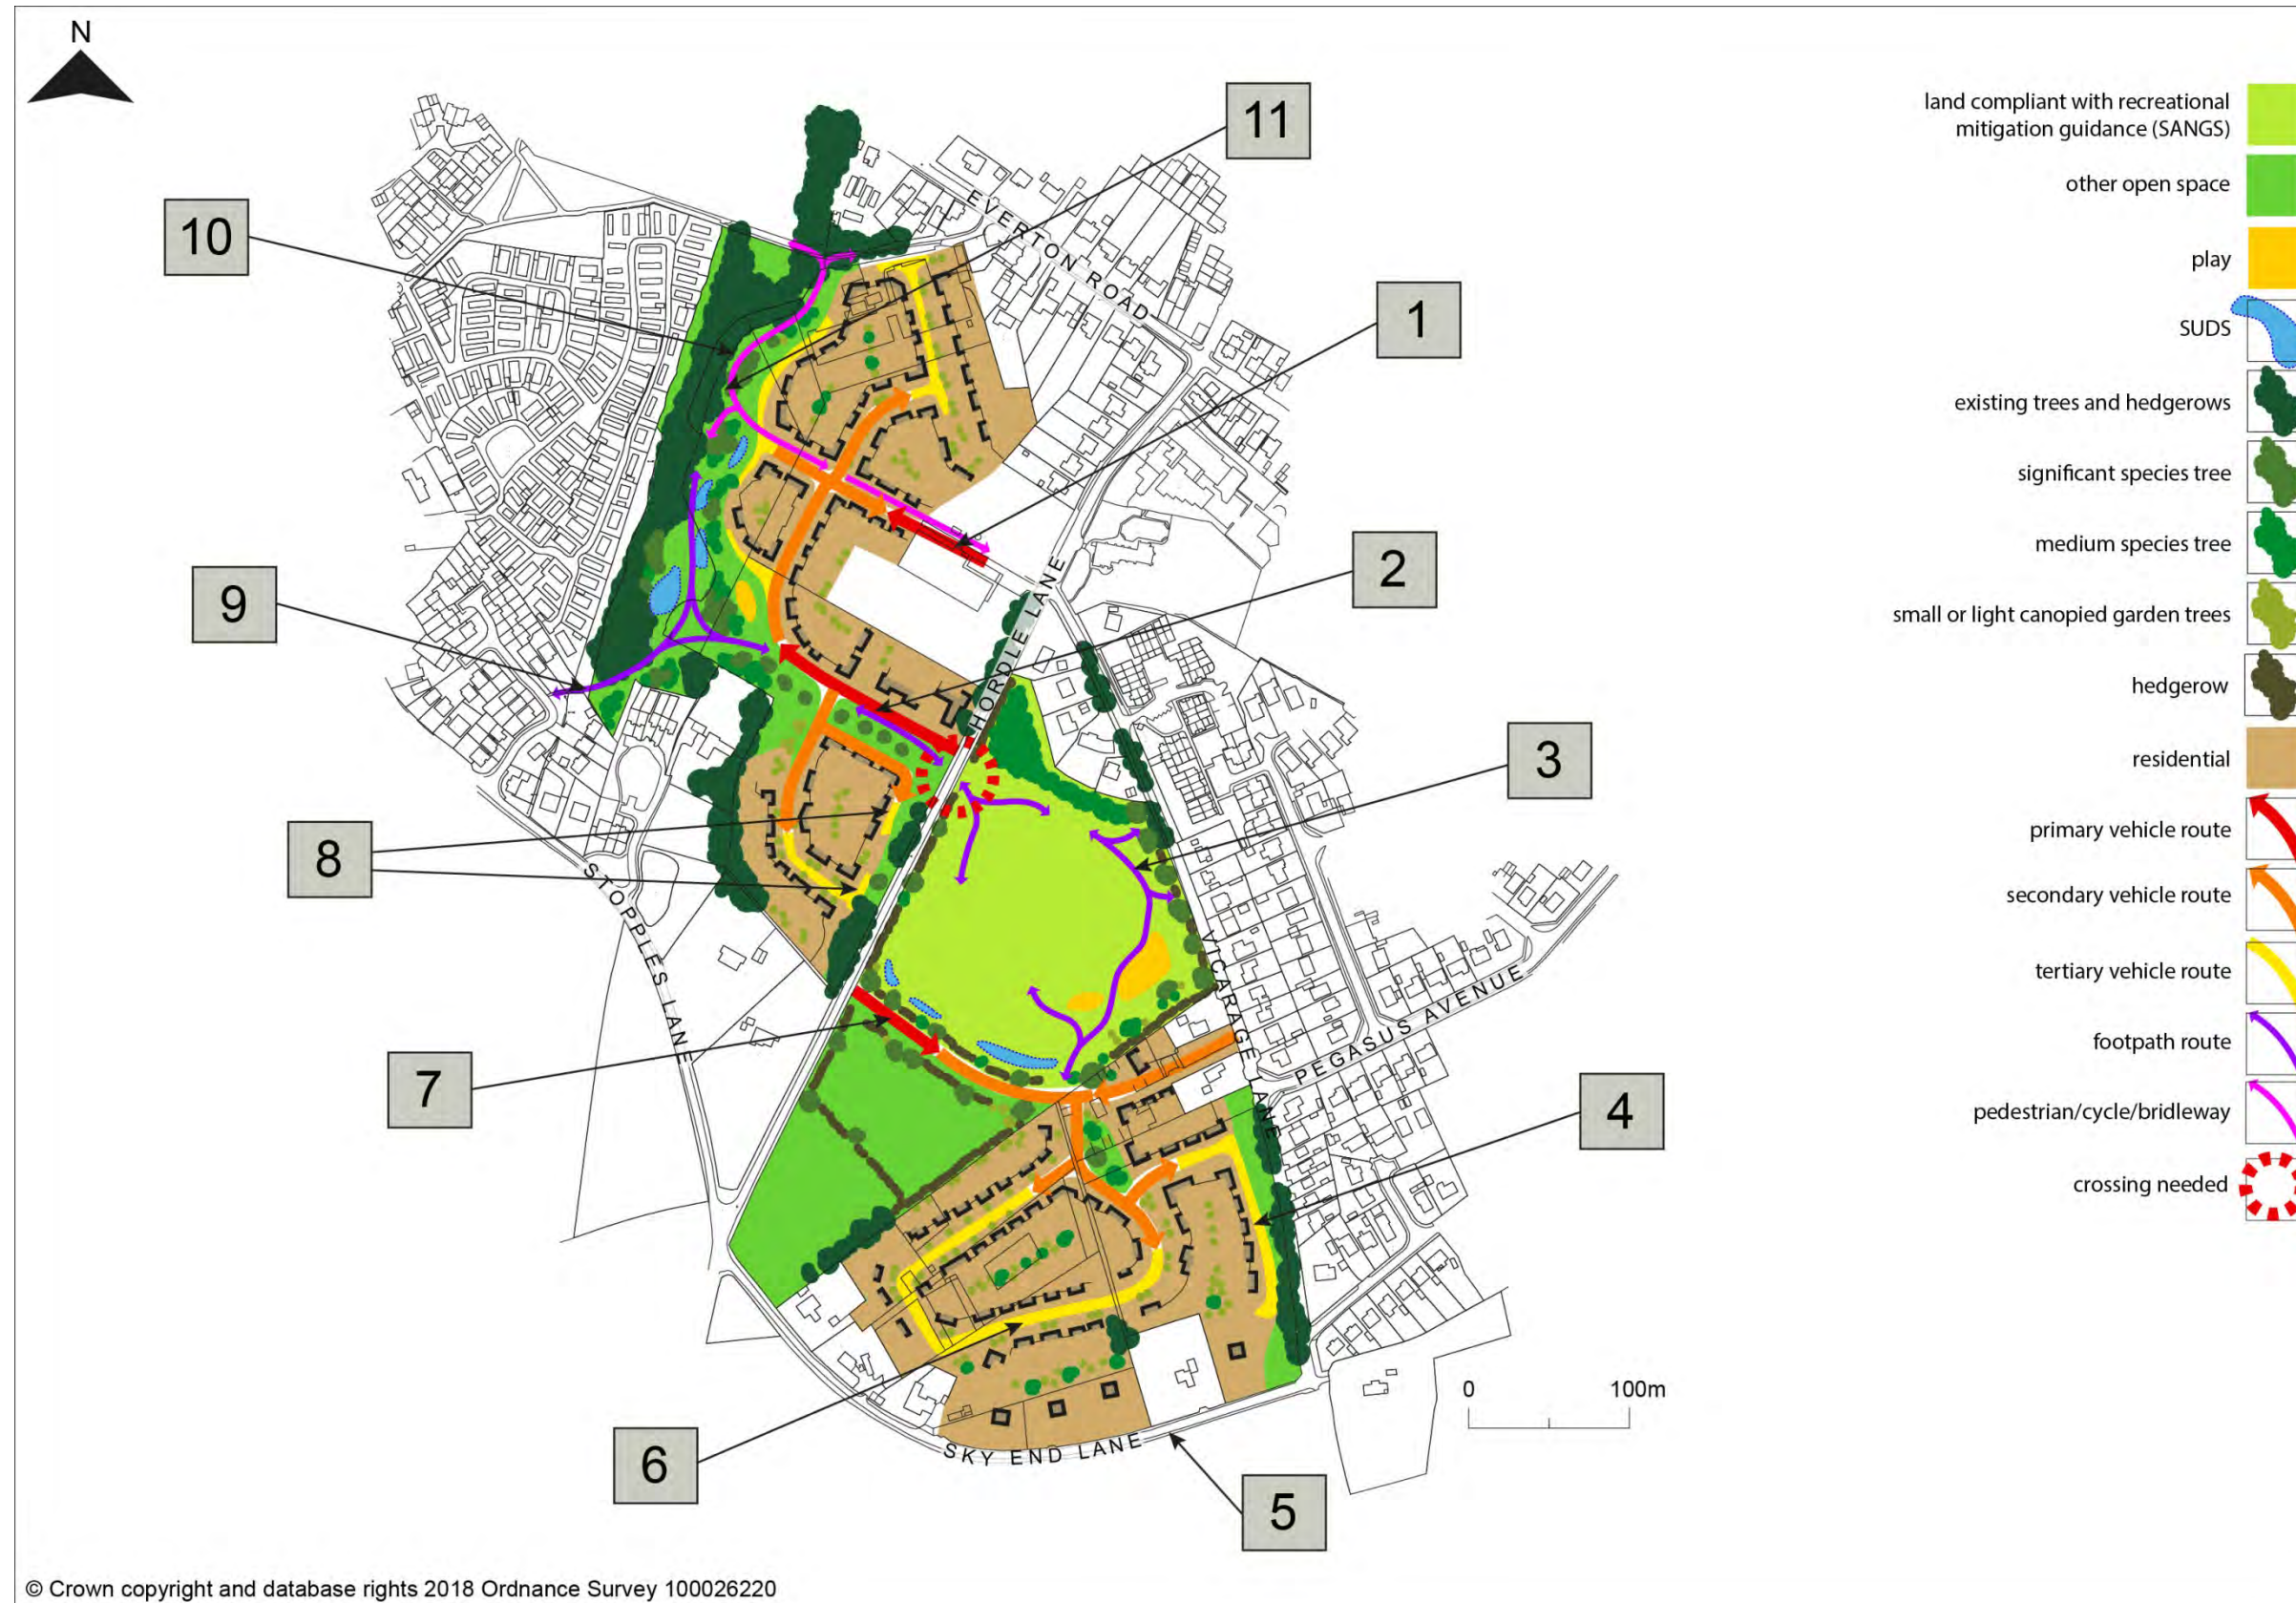 N
11
10
EVERTON ROAD
1
2
9
HORDLE LANE
3
8
STOPPLES LANE
VICARAGE LANE
PEGASUS AVENUE
7
4
6
SKY END LANE
5
0 100m
land compliant with recreational
mitigation guidance (SANGS)
other open space
play
SUDS
existing trees and hedgerows
significant species tree
medium species tree
small or light canopied garden trees
hedgerow
residential
primary vehicle route
secondary vehicle route
tertiary vehicle route
footpath route
pedestrian/cycle/bridleway
crossing needed
© Crown copyright and database rights 2018 Ordnance Survey 100026220